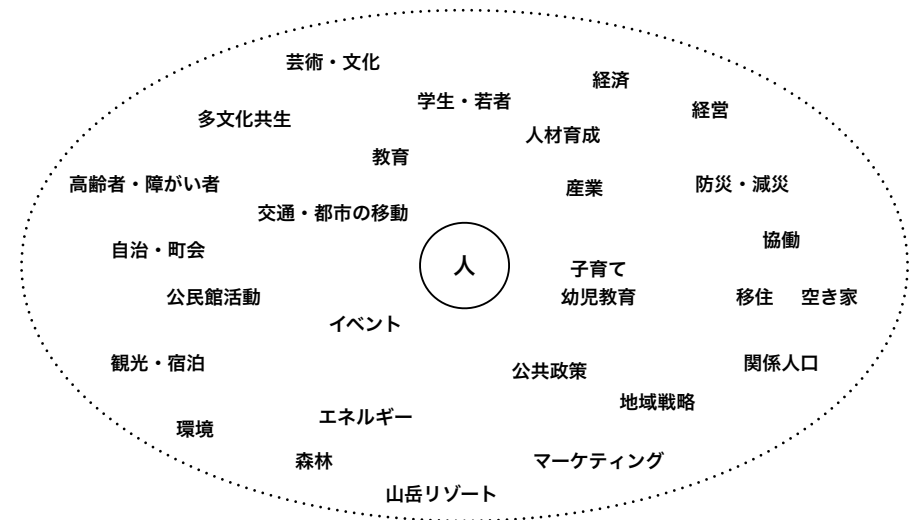 芸術・文化
経済
学生・若者
経営
多文化共生
人材育成
教育
高齢者・障がい者
産業
防災・減災
交通・都市の移動
協働
自治・町会
人
子育て
公民館活動
幼児教育
移住
空き家
イベント
観光・宿泊
公共政策
関係人口
地域戦略
エネルギー
環境
森林
マーケティング
山岳リゾート